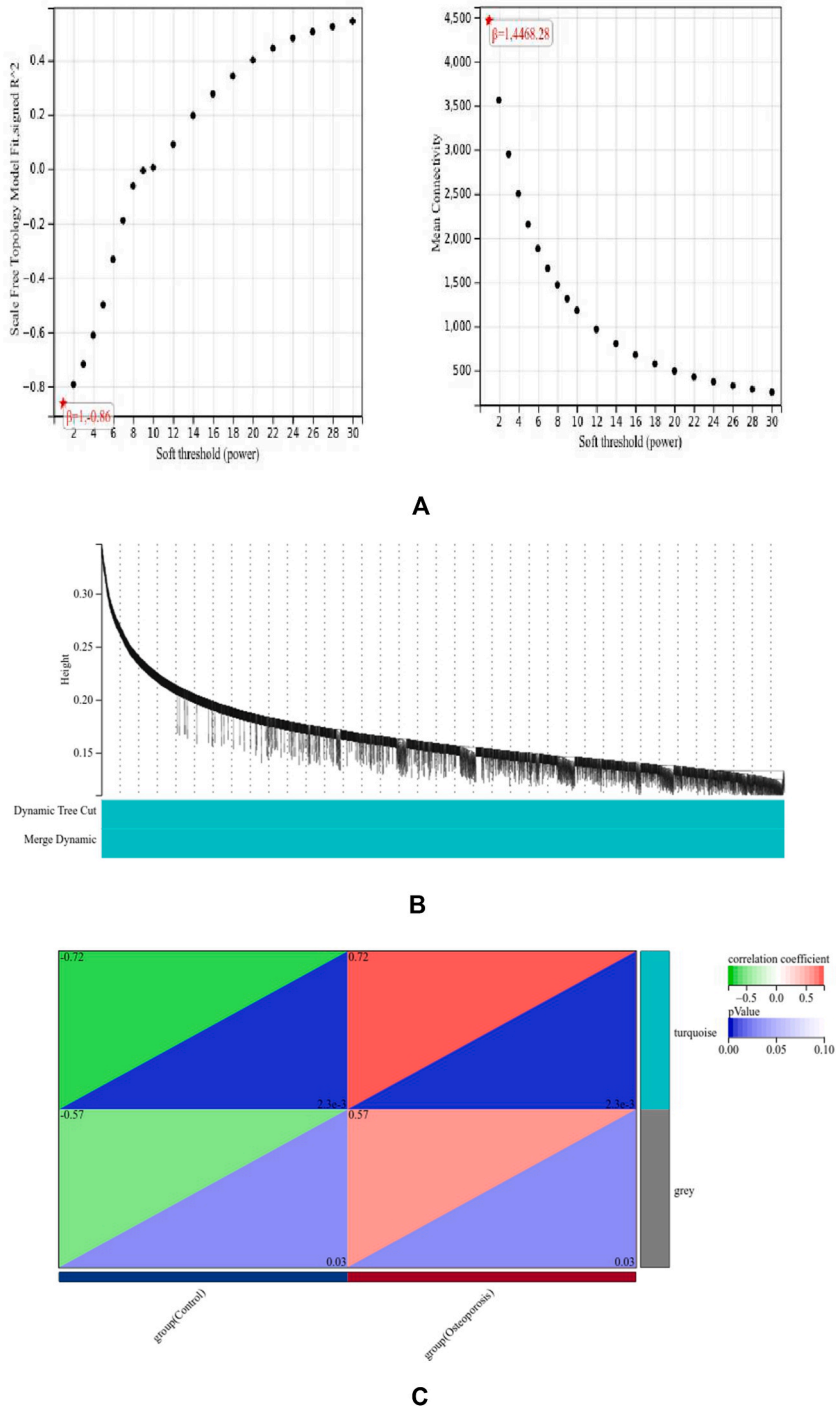 Scale Free Topology Model Fit,signed R^2
0.4
0.2
0.0
−0.2
−0.4
−0.6
−0.8
β=1,-0.86
2 4 6 8 10 12 14 16 18 20 22 24 26 28 30
Soft threshold (power)
Mean Connectivity
4,500
4,000
3,500
3,000
2,500
2,000
1,500
1,000
500
β=1,4468.28
2 4 6 8 10 12 14 16 18 20 22 24 26 28 30
Soft threshold (power)
A
Height
0.30
0.25
0.20
0.15
Dynamic Tree Cut
Merge Dynamic
B
-0.72
0.72
2.3e-3
2.3e-3
turquoise
-0.57
0.57
0.03
0.03
grey
group(Control)
group(Osteoporosis)
correlation coefficient
−0.5 0.0 0.5
pValue
0.00 0.05 0.10
C